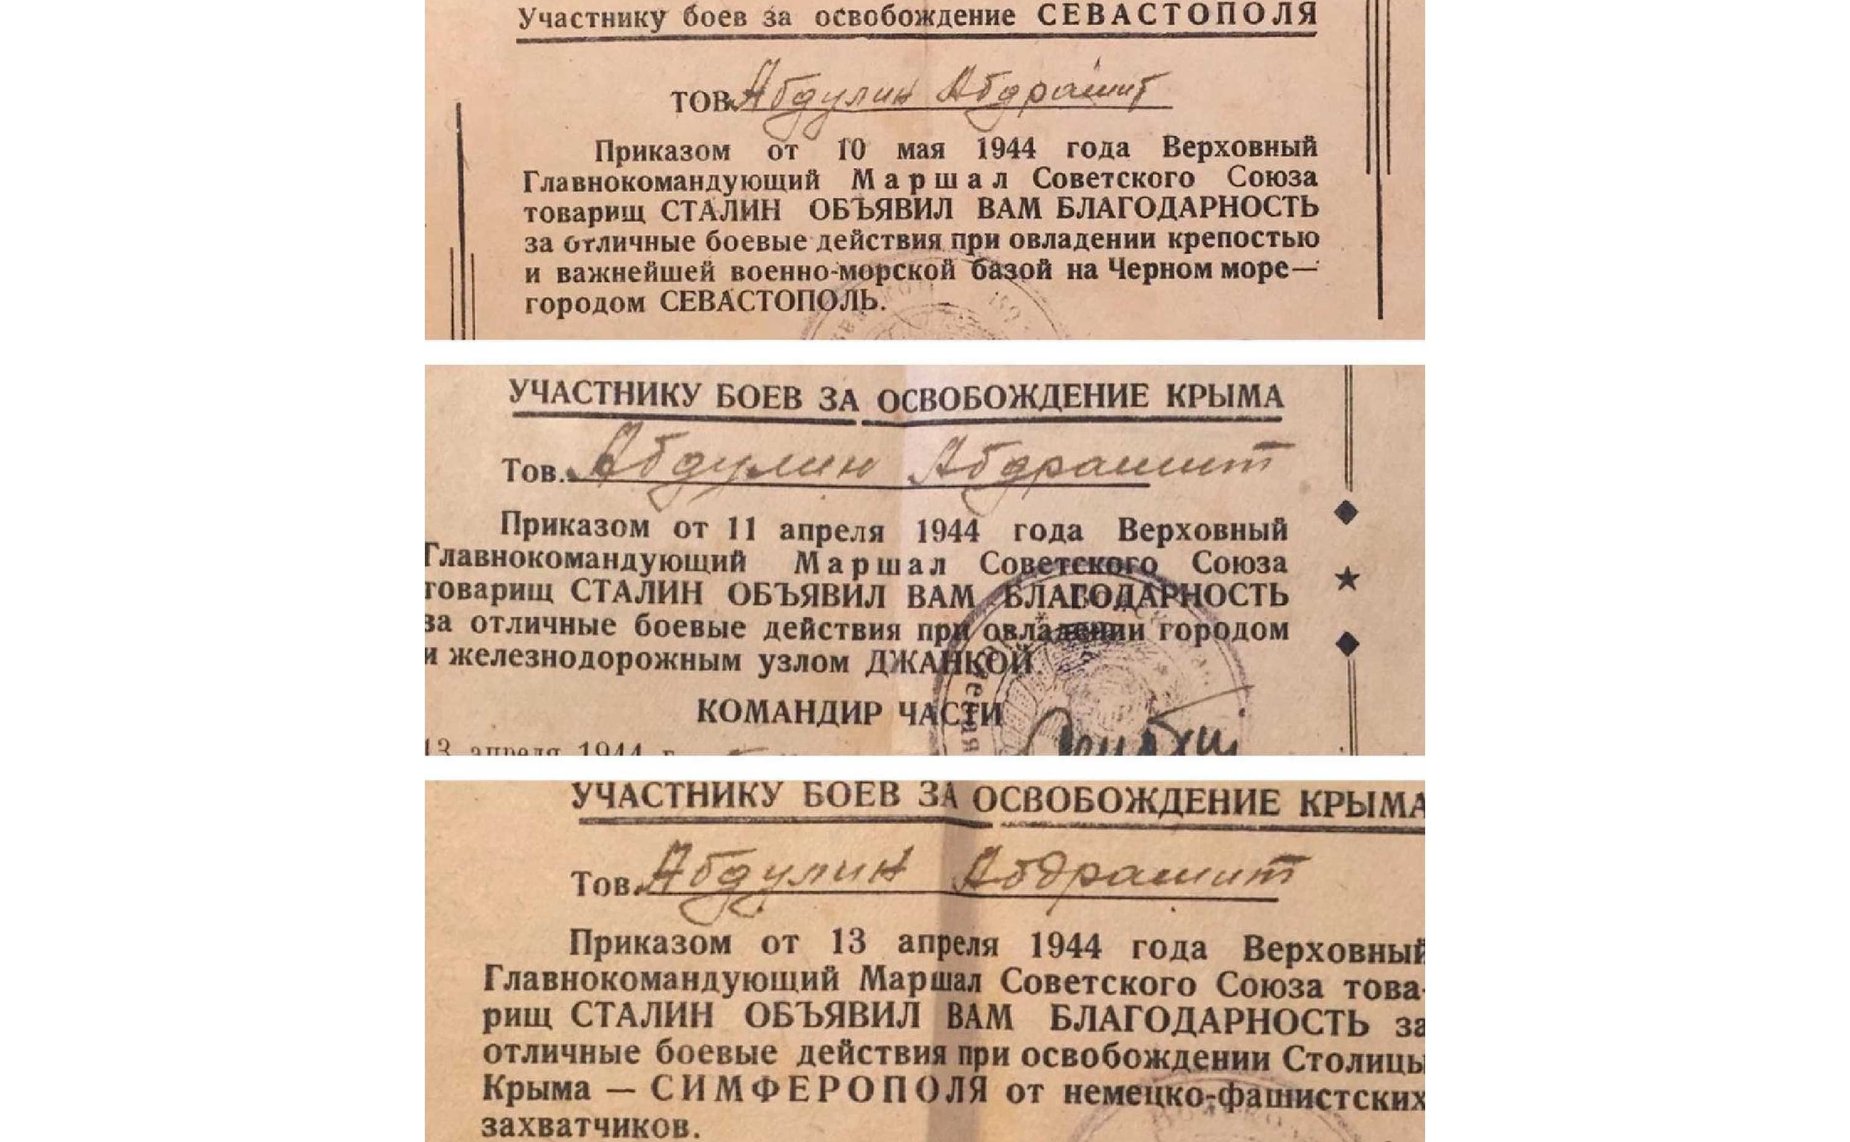 Участнику боев за освобождение СЕВАСТОПОЛЯ
ТОВ. Абдулин Абдрашит
Приказом от 10 мая 1944 года Верховный
Главнокомандующий Маршал Советского Союза
товарищ СТАЛИН ОБЪЯВИЛ ВАМ БЛАГОДАРНОСТЬ
за отличные боевые действия при овладении крепостью
и важнейшей военно-морской базой на Черном море—
городом СЕВАСТОПОЛЬ.
УЧАСТНИКУ БОЕВ ЗА ОСВОБОЖДЕНИЕ КРЫМА
Тов. Абдулин Абдрашит
Приказом от 11 апреля 1944 года Верховный
Главнокомандующий Маршал Советского Союза
товарищ СТАЛИН ОБЪЯВИЛ ВАМ БЛАГОДАРНОСТЬ
за отличные боевые действия при овладении городом
и железнодорожным узлом ДЖАНКОЙ.
КОМАНДИР ЧАСТИ
13 апреля 1944 г.
УЧАСТНИКУ БОЕВ ЗА ОСВОБОЖДЕНИЕ КРЫМА
Тов. Абдулин Абдрашит
Приказом от 13 апреля 1944 года Верховный
Главнокомандующий Маршал Советского Союза това-
рищ СТАЛИН ОБЪЯВИЛ ВАМ БЛАГОДАРНОСТЬ за
отличные боевые действия при освобождении Столицы
Крыма — СИМФЕРОПОЛЯ от немецко-фашистских
захватчиков.